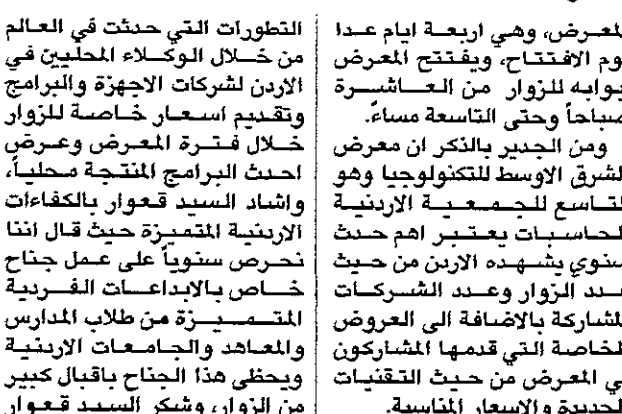 المعرض، وهي اربعة ايام عدا
يوم الافتتاح، ويفتتح المعرض
ابوابه للزوار من العاشرة
صباحاً وحتى التاسعة مساءً.
ومن الجدير بالذكر ان معرض
الشرق الاوسط للتكنولوجيا وهو
التاسع للجمعية الاردنية
للحاسبات يعتبر اهم حدث
سنوي يشهده الاردن من حيث
عدد الزوار وعدد الشركات
المشاركة بالاضافة الى العروض
الخاصة التي قدمها المشاركون
في المعرض من حيث التقنيات
الجديدة والاسعار المناسبة.
التطورات التي حدثت في العالم
من خلال الوكلاء المحليين في
الاردن لشركات الاجهزة والبرامج
وتقديم اسعار خاصة للزوار
خلال فترة المعرض وعرض
احدث البرامج المنتجة محلياً،
واشاد السيد قعوار بالكفاءات
الاردنية المتميزة حيث قال اننا
نحرص سنوياً على عمل جناح
خاص بالابداعات الفردية
المتميزة من طلاب المدارس
والمعاهد والجامعات الاردنية
ويحظى هذا الجناح باقبال كبير
من الزوار، وشكر السيد قعوار